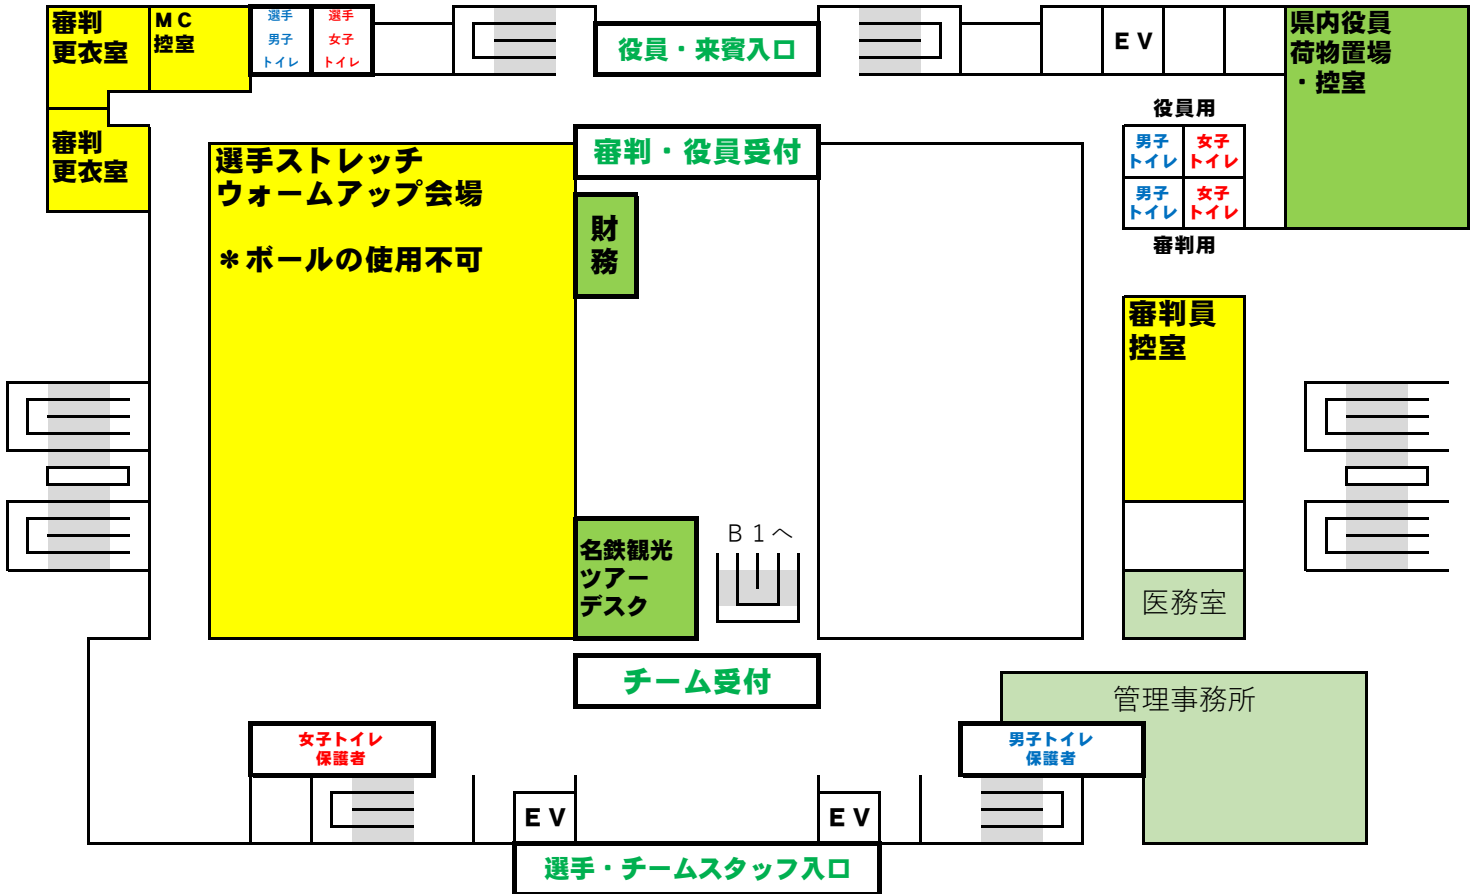 審判
更衣室
ＭＣ
控室
選手
男子
トイレ
選手
女子
トイレ
役員・来賓入口
ＥＶ
県内役員
荷物置場
・控室
審判
更衣室
役員用
男子
トイレ
女子
トイレ
男子
トイレ
女子
トイレ
審判用
選手ストレッチ
ウォームアップ会場
＊ボールの使用不可
審判・役員受付
財
務
審判員
控室
名鉄観光
ツアー
デスク
Ｂ１へ
医務室
チーム受付
管理事務所
女子トイレ
保護者
男子トイレ
保護者
ＥＶ
ＥＶ
選手・チームスタッフ入口